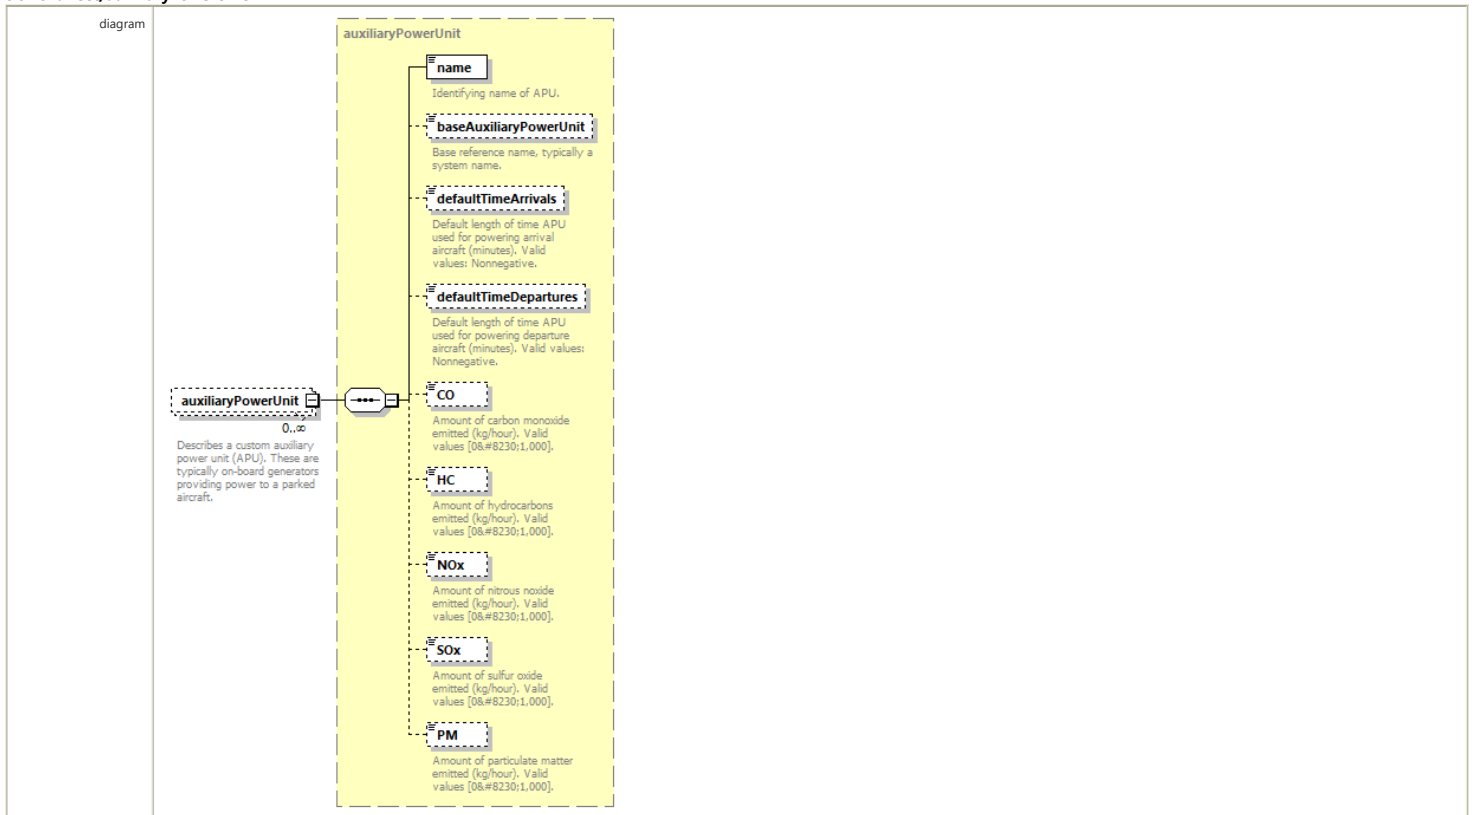 diagram
auxiliaryPowerUnit
name
Identifying name of APU.
baseAuxiliaryPowerUnit
Base reference name, typically a
system name.
defaultTimeArrivals
Default length of time APU
used for powering arrival
aircraft (minutes). Valid
values: Nonnegative.
defaultTimeDepartures
Default length of time APU
used for powering departure
aircraft (minutes). Valid values:
Nonnegative.
auxiliaryPowerUnit
0..∞
Describes a custom auxiliary
power unit (APU). These are
typically on-board generators
providing power to a parked
aircraft.
CO
Amount of carbon monoxide
emitted (kg/hour). Valid
values [0&#8230;1,000].
HC
Amount of hydrocarbons
emitted (kg/hour). Valid
values [0&#8230;1,000].
NOx
Amount of nitrous noxide
emitted (kg/hour). Valid
values [0&#8230;1,000].
SOx
Amount of sulfur oxide
emitted (kg/hour). Valid
values [0&#8230;1,000].
PM
Amount of particulate matter
emitted (kg/hour). Valid
values [0&#8230;1,000].